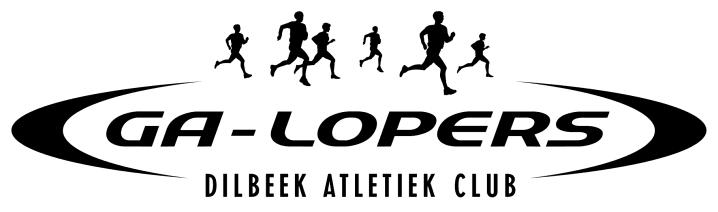 GA-LOPERS
DILBEEK ATLETIEK CLUB